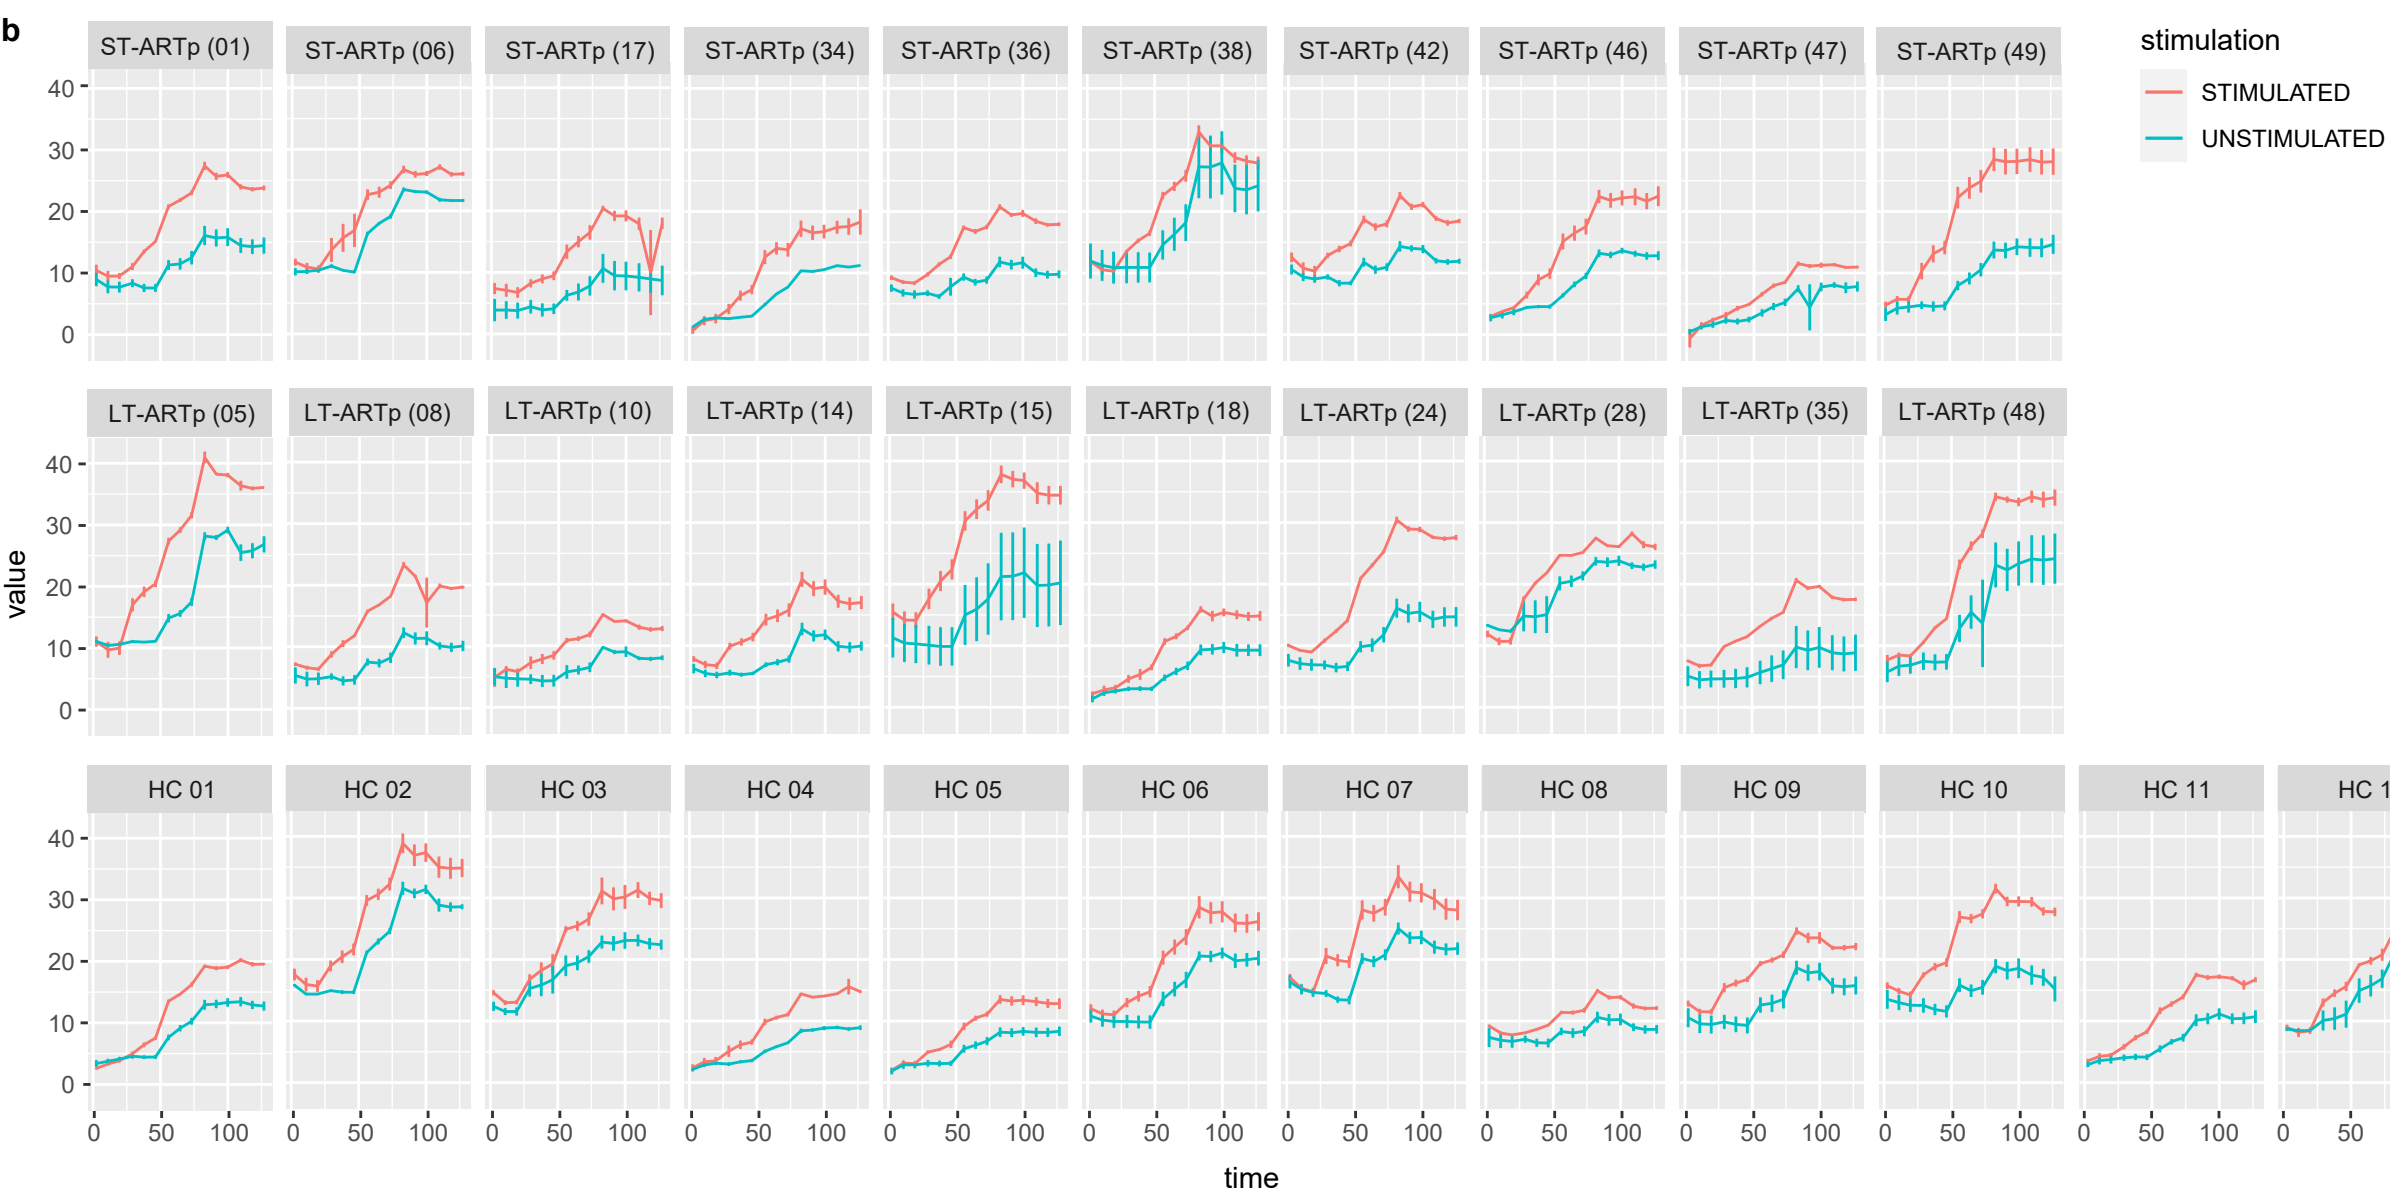 b
ST-ARTp (01) ST-ARTp (06) ST-ARTp (17) ST-ARTp (34) ST-ARTp (36) ST-ARTp (38) ST-ARTp (42) ST-ARTp (46) ST-ARTp (47) ST-ARTp (49)
stimulation
STIMULATED
UNSTIMULATED
40
30
20
10
0
LT-ARTp (05) LT-ARTp (08) LT-ARTp (10) LT-ARTp (14) LT-ARTp (15) LT-ARTp (18) LT-ARTp (24) LT-ARTp (28) LT-ARTp (35) LT-ARTp (48)
40
30
20
10
0
value
HC 01 HC 02 HC 03 HC 04 HC 05 HC 06 HC 07 HC 08 HC 09 HC 10 HC 11 HC 1
40
30
20
10
0
0 50 100 0 50 100 0 50 100 0 50 100 0 50 100 0 50 100 0 50 100 0 50 100 0 50 100 0 50 100 0 50 100 0 50
time